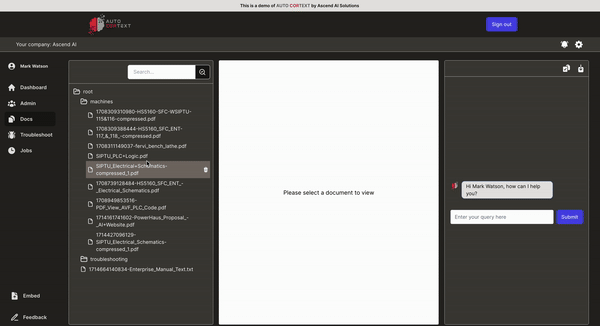 This is a demo of AUTO CORTEXT by Ascend AI Solutions
AUTO
CORTEXT
Sign out
Your company: Ascend AI
Mark Watson
Dashboard
Admin
Docs
Troubleshoot
Jobs
Embed
Feedback
Search...
root
machines
1708309310980-HS5160-SFC-WSIPTU-
115&116-compressed.pdf
1708309388444-HS5160_SFC_ENT-
117_&_118_-compressed.pdf
1708311149037-fervi_bench_lathe.pdf
SIPTU_PLC+Logic.pdf
SIPTU_Electrical+Schematics-
compressed_1.pdf
1708739128484-HS5160_SFC_ENT_-
_Electrical_Schematics.pdf
1708949853516-
PDF_View_AVF_PLC_Code.pdf
1714161741602-PowerHaus_Proposal_-
_AI+Website.pdf
1714427096129-
SIPTU_Electrical_Schematics-
compressed_1.pdf
troubleshooting
1714664140834-Enterprise_Manual_Text.txt
Please select a document to view
Hi Mark Watson, how can I help
you?
Enter your query here
Submit